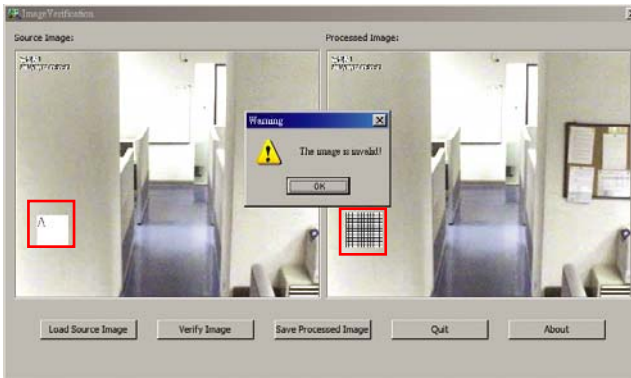 ImageVerification
Source Image:
Processed Image:
Warning
The image is invalid!
OK
A
Load Source Image
Verify Image
Save Processed Image
Quit
About